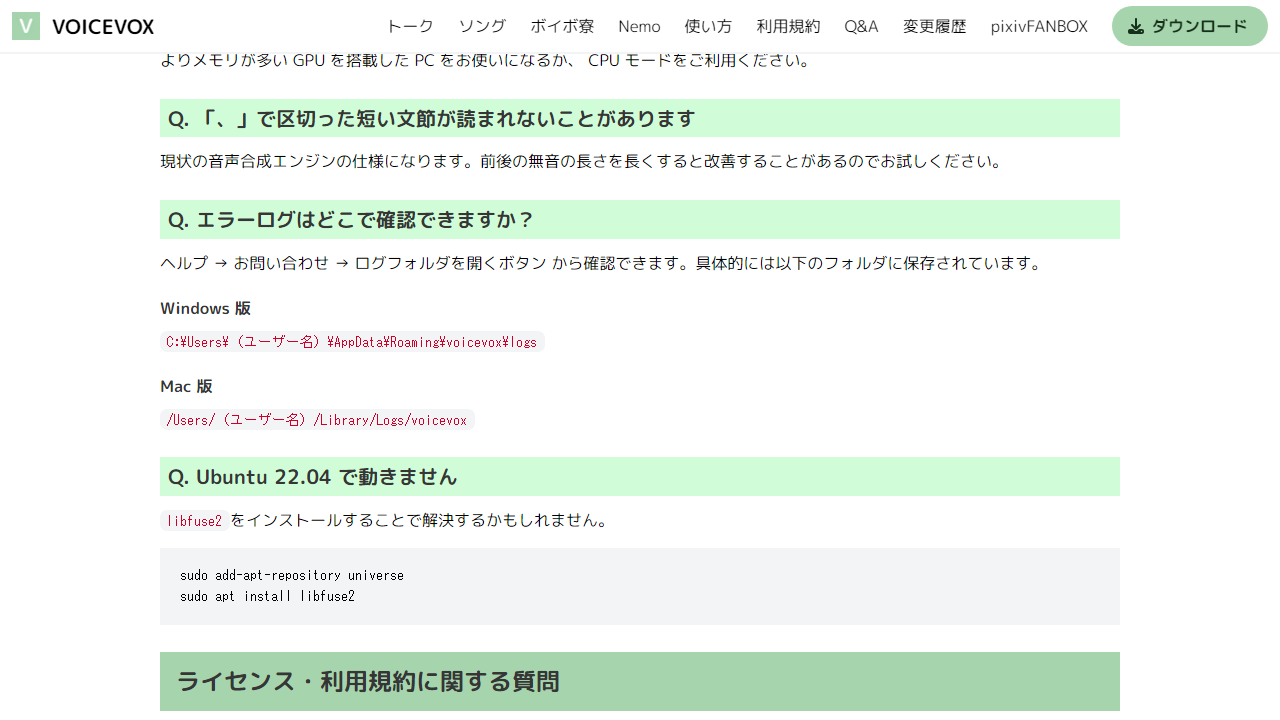 V VOICEVOX トーク ソング ボイボ寮 Nemo 使い方 利用規約 Q&A 変更履歴 pixivFANBOX ダウンロード
よりメモリが多い GPU を搭載した PC をお使いになるか、 CPU モードをご利用ください。
Q. 「、」で区切った短い文節が読まれないことがあります
現状の音声合成エンジンの仕様になります。前後の無音の長さを長くすると改善することがあるのでお試しください。
Q. エラーログはどこで確認できますか？
ヘルプ → お問い合わせ → ログフォルダを開くボタン から確認できます。具体的には以下のフォルダに保存されています。
Windows 版
C:\Users\（ユーザー名）\AppData\Roaming\voicevox\logs
Mac 版
/Users/（ユーザー名）/Library/Logs/voicevox
Q. Ubuntu 22.04 で動きません
libfuse2をインストールすることで解決するかもしれません。
sudo add-apt-repository universe
sudo apt install libfuse2
ライセンス・利用規約に関する質問